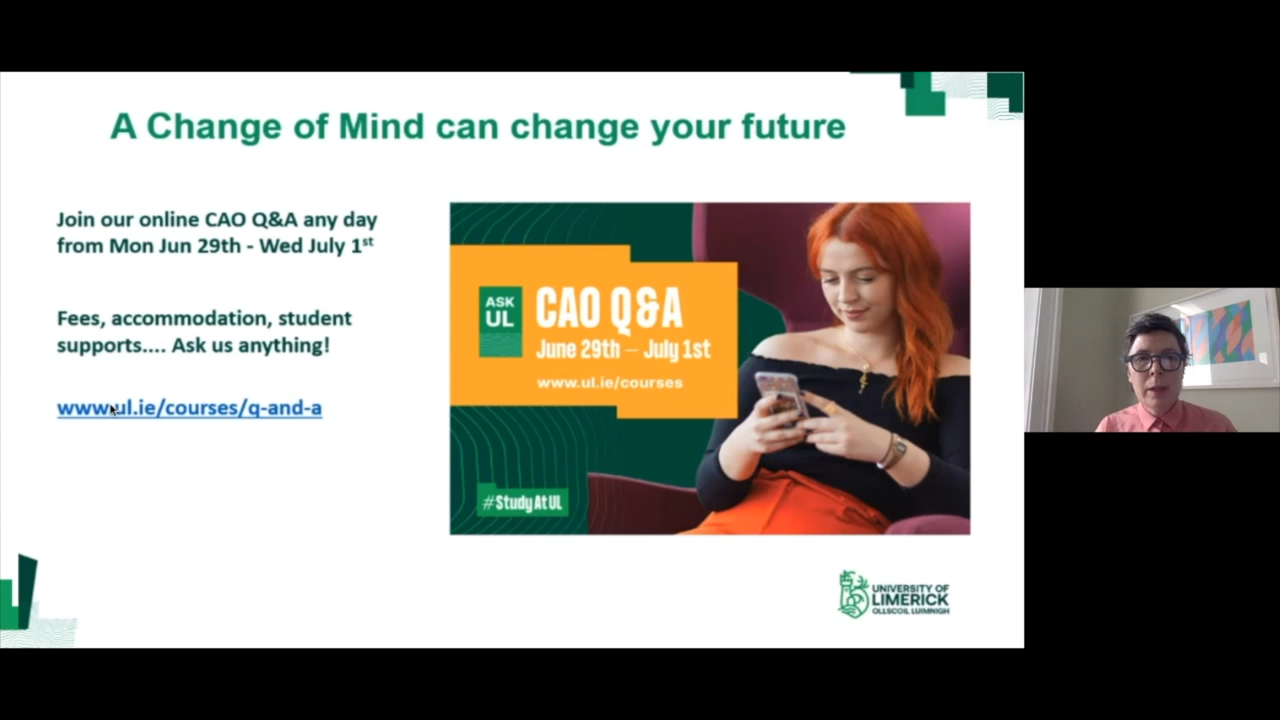 A Change of Mind can change your future
Join our online CAO Q&A any day
from Mon Jun 29th - Wed July 1st
Fees, accommodation, student
supports.... Ask us anything!
www.ul.ie/courses/q-and-a
ASK
UL
CAO Q&A
June 29th – July 1st
www.ul.ie/courses
#StudyAtUL
UNIVERSITY OF
LIMERICK
OLLSCOIL LUIMNIGH